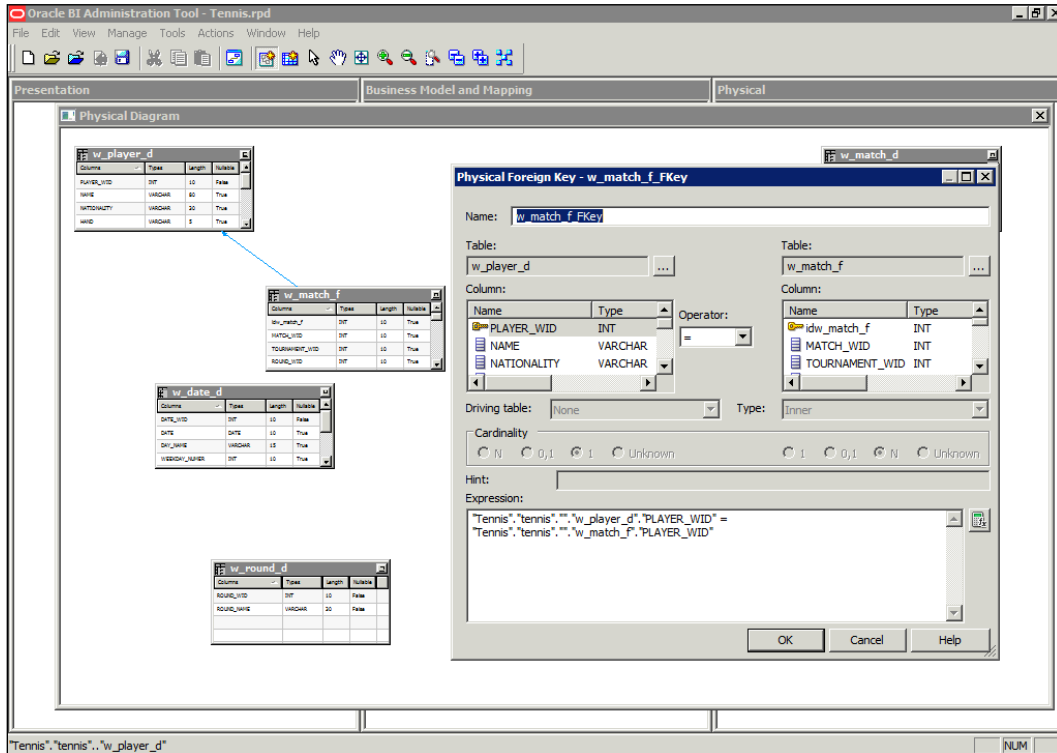 Oracle BI Administration Tool - Tennis.rpd
File Edit View Manage Tools Actions Window Help
Presentation
Business Model and Mapping
Physical
Physical Diagram
w_player_d
Columns Types Length Nullable
PLAYER_WID INT 10 False
NAME VARCHAR 60 True
NATIONALITY VARCHAR 20 True
HAND VARCHAR 5 True
w_match_d
w_match_f
Columns Types Length Nullable
idw_match_f INT 10 True
MATCH_WID INT 10 True
TOURNAMENT_WID INT 10 True
ROUND_WID INT 10 True
w_date_d
Columns Types Length Nullable
DATE_WID INT 10 False
DATE DATE 10 True
DAY_NAME VARCHAR 15 True
WEEKDAY_NUMER INT 10 True
w_round_d
Columns Types Length Nullable
ROUND_WID INT 10 False
ROUND_NAME VARCHAR 20 False
Physical Foreign Key - w_match_f_FKey
Name: w_match_f_FKey
Table:
w_player_d ...
Column:
Name Type
PLAYER_WID INT
NAME VARCHAR
NATIONALITY VARCHAR
Operator:
=
Table:
w_match_f ...
Column:
Name Type
idw_match_f INT
MATCH_WID INT
TOURNAMENT_WID INT
Driving table: None
Type: Inner
Cardinality
N 0,1 1 Unknown
1 0,1 N Unknown
Hint:
Expression:
"Tennis"."tennis".""."w_player_d"."PLAYER_WID" =
"Tennis"."tennis".""."w_match_f"."PLAYER_WID"
OK Cancel Help
"Tennis"."tennis".."w_player_d"
NUM